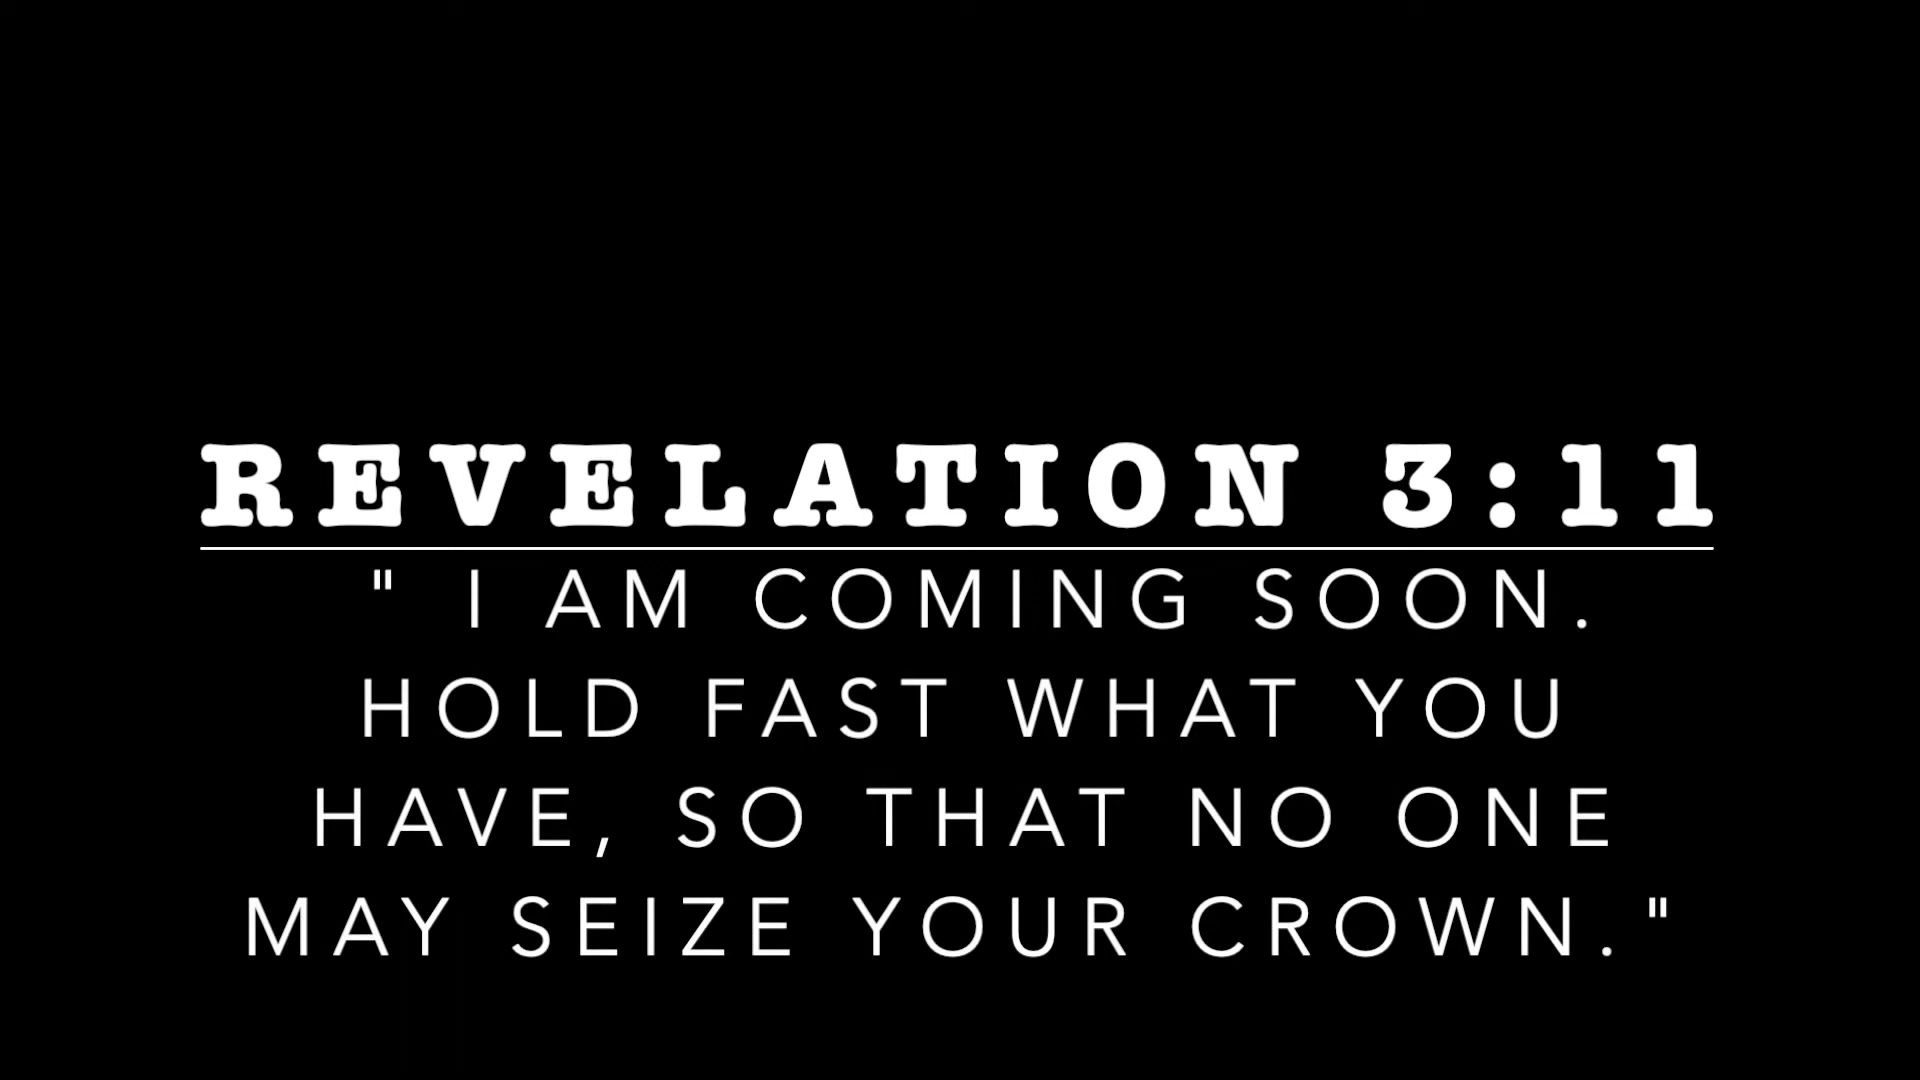 REVELATION 3:11
" I AM COMING SOON.
HOLD FAST WHAT YOU
HAVE, SO THAT NO ONE
MAY SEIZE YOUR CROWN."